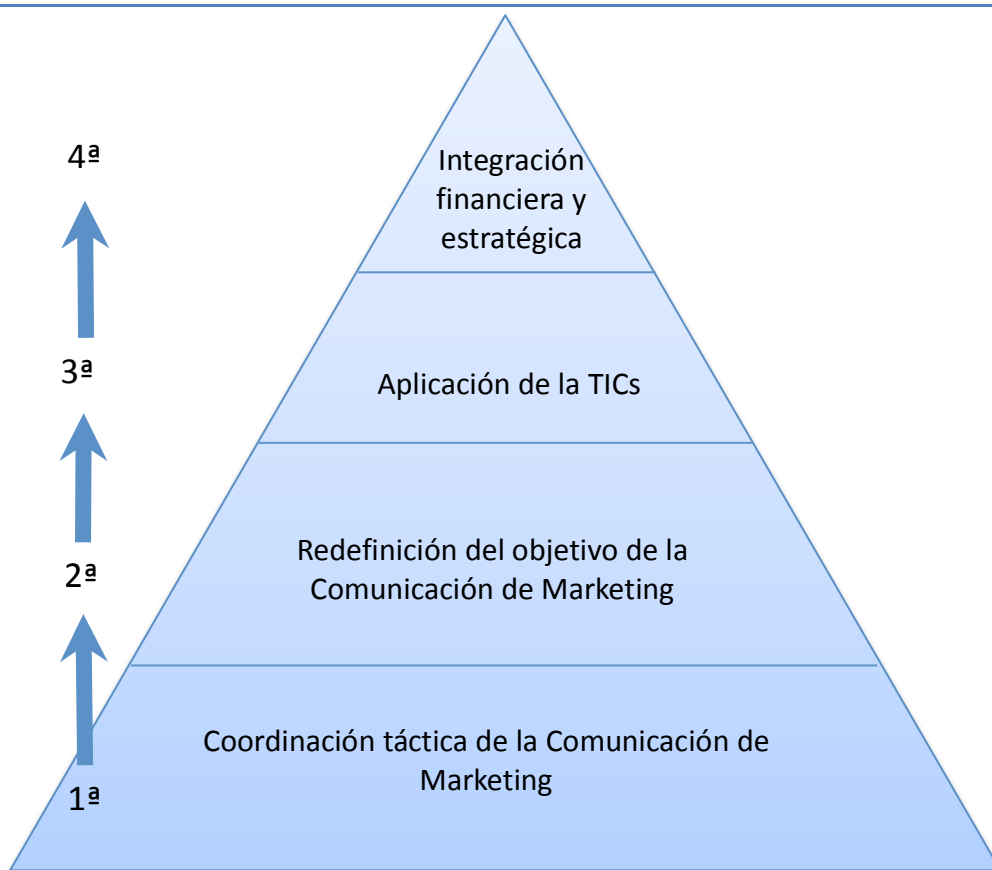 4ª
Integración
financiera y
estratégica
3ª
Aplicación de la TICs
2ª
Redefinición del objetivo de la
Comunicación de Marketing
1ª
Coordinación táctica de la Comunicación de
Marketing